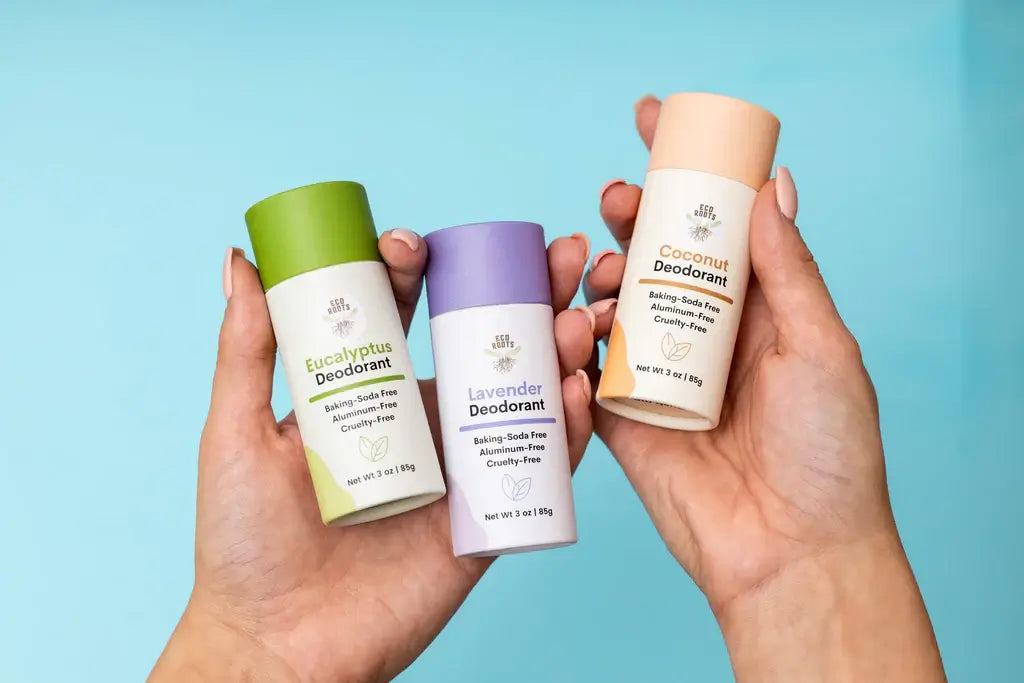 ECO
ROOTS
Eucalyptus
Deodorant
Baking-Soda Free
Aluminum-Free
Cruelty-Free
Net Wt 3 oz | 85g
ECO
ROOTS
Lavender
Deodorant
Baking-Soda Free
Aluminum-Free
Cruelty-Free
Net Wt 3 oz | 85g
ECO
ROOTS
Coconut
Deodorant
Baking-Soda Free
Aluminum-Free
Cruelty-Free
Net Wt 3 oz | 85g